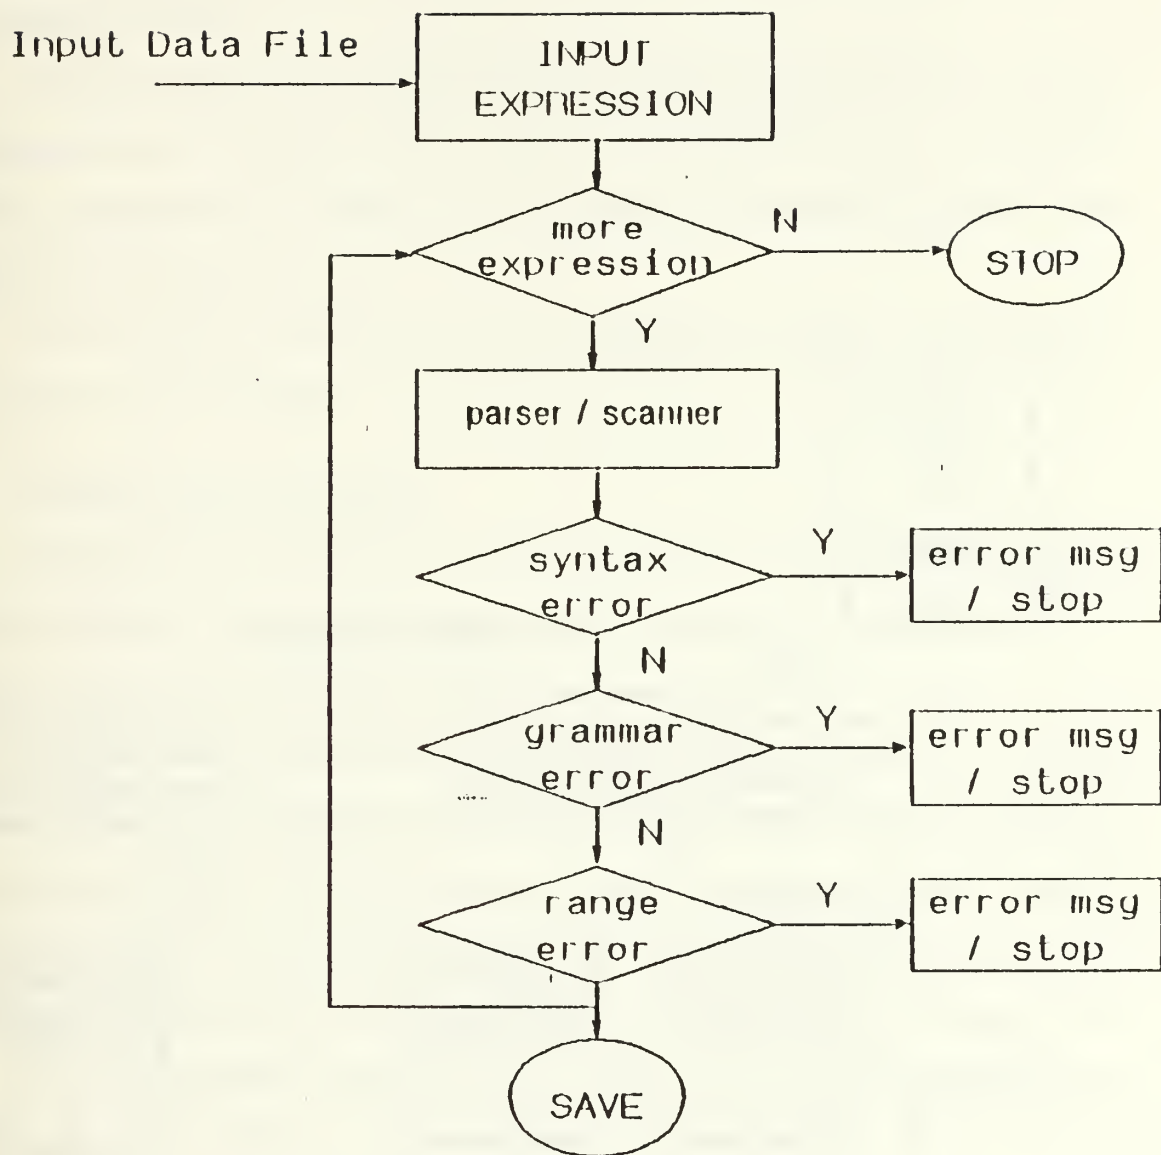 Input Data File
INPUT
EXPRESSION
more
expression
N
STOP
Y
parser / scanner
syntax
error
Y
error msg
/ stop
N
grammar
error
Y
error msg
/ stop
N
range
error
Y
error msg
/ stop
SAVE